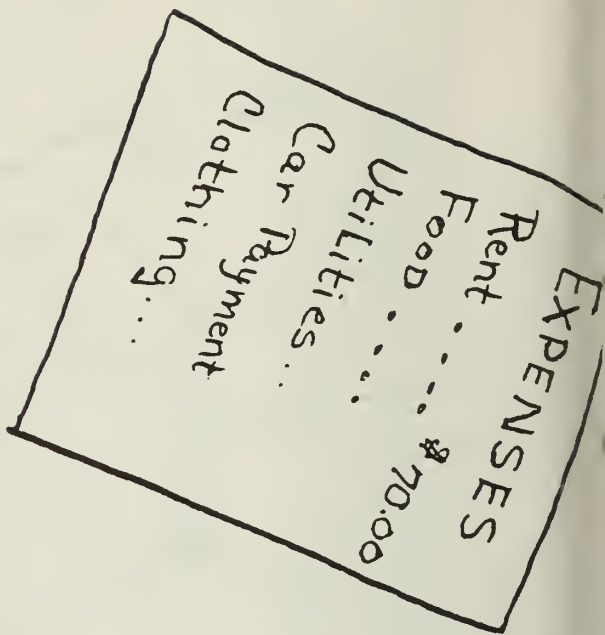 EXPENSES
Rent ..... $70.00
FOOD .....
Utilities...
Car Payment
Clothing...